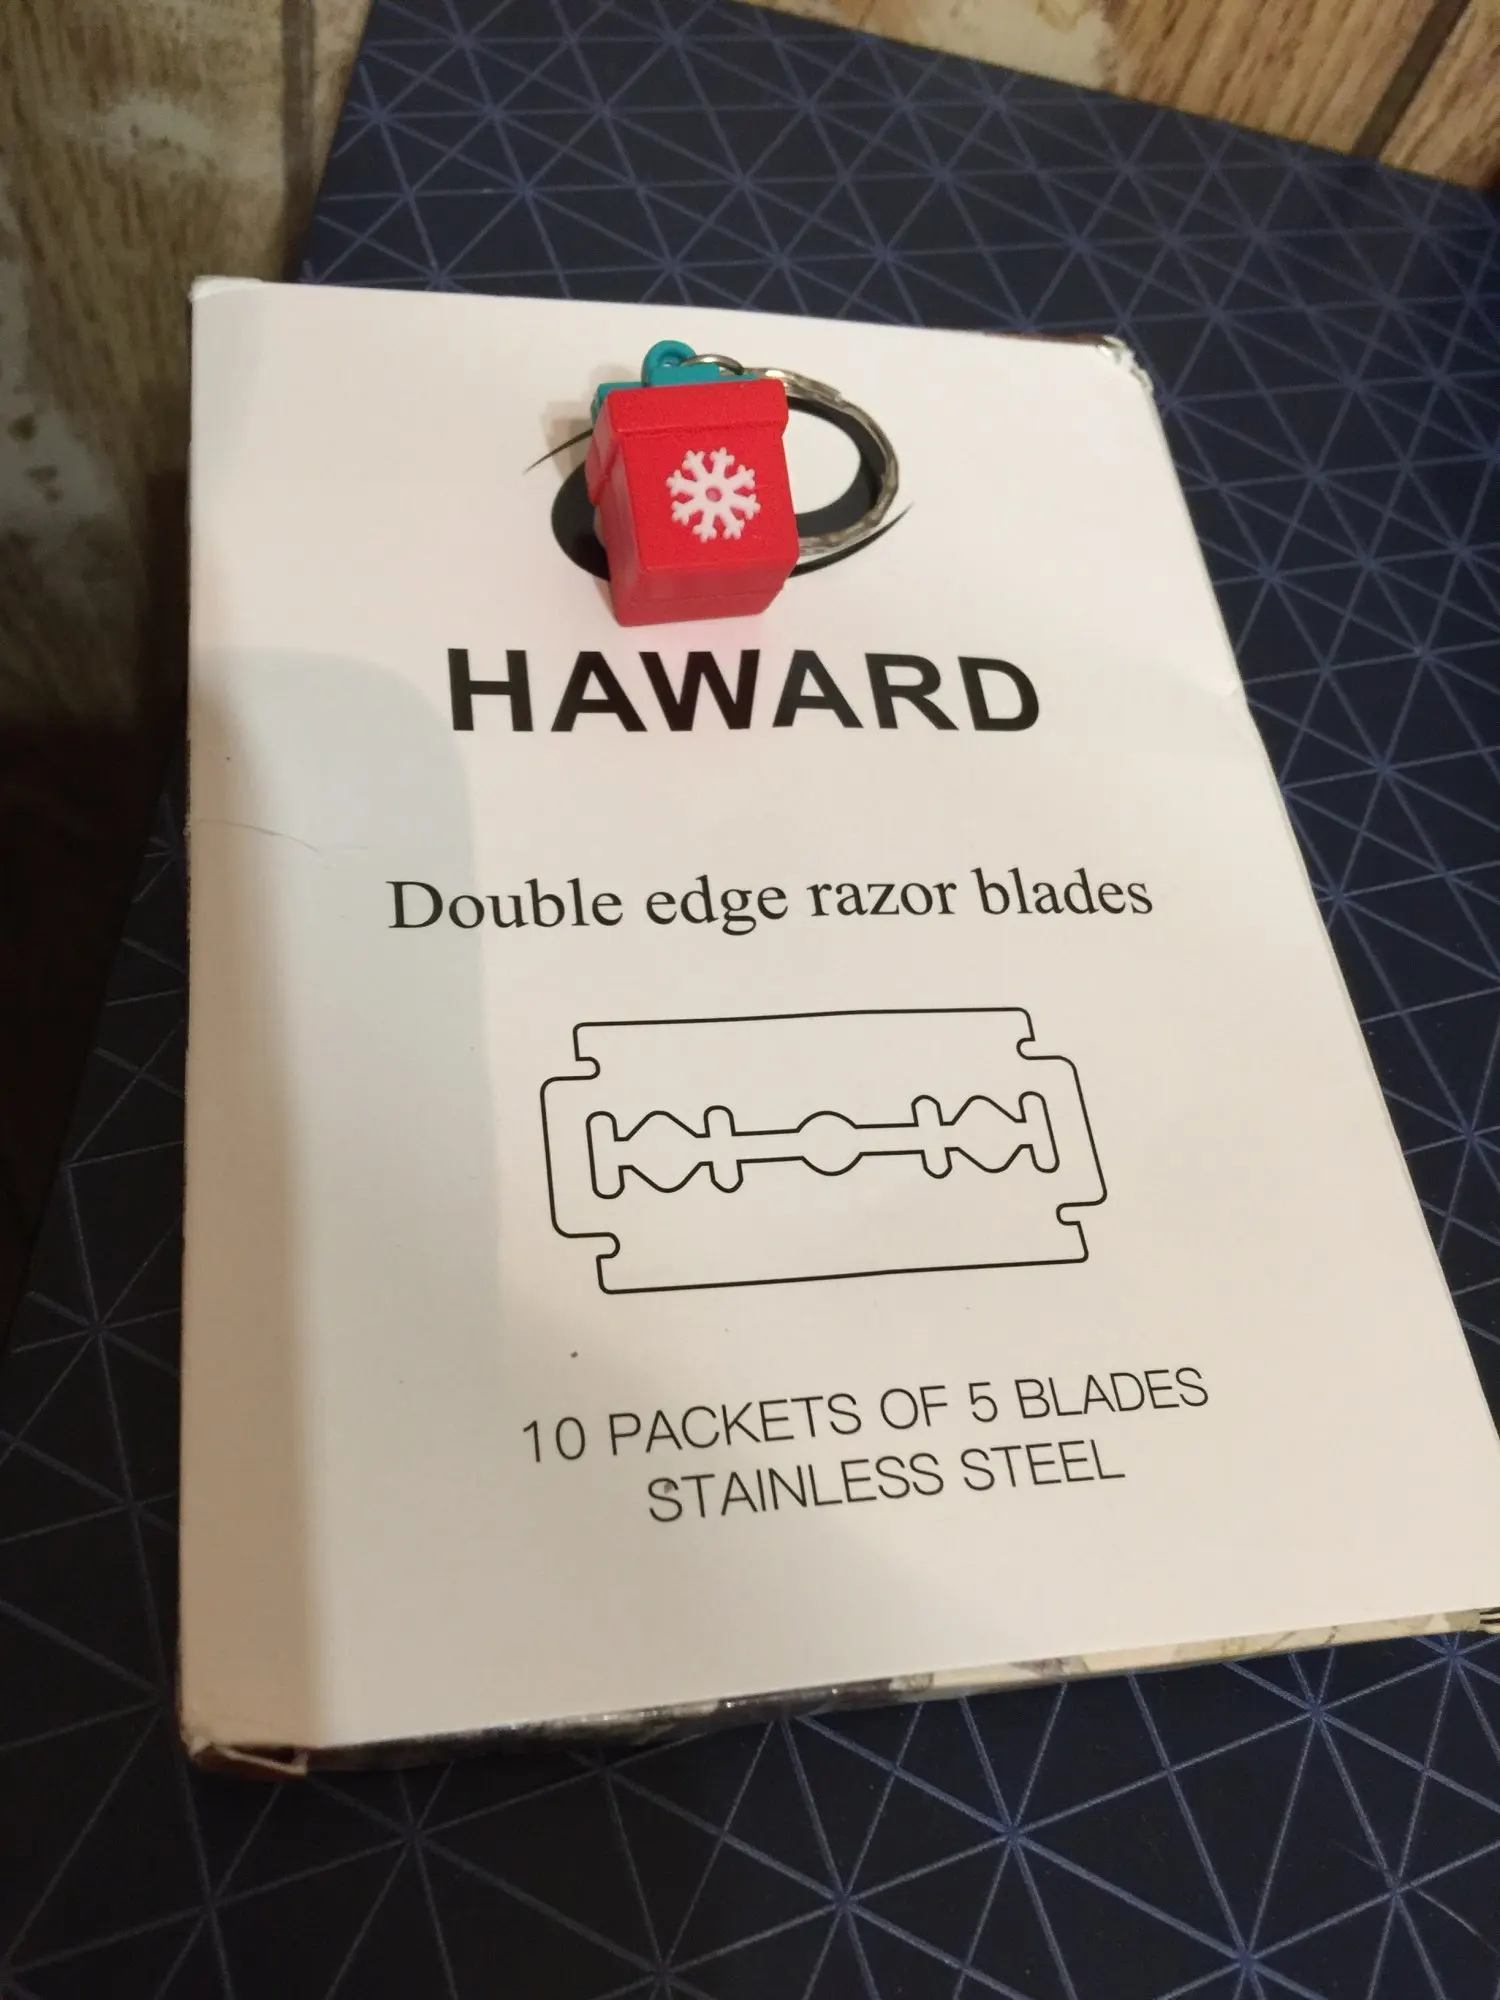 HAWARD
Double edge razor blades
10 PACKETS OF 5 BLADES
STAINLESS STEEL